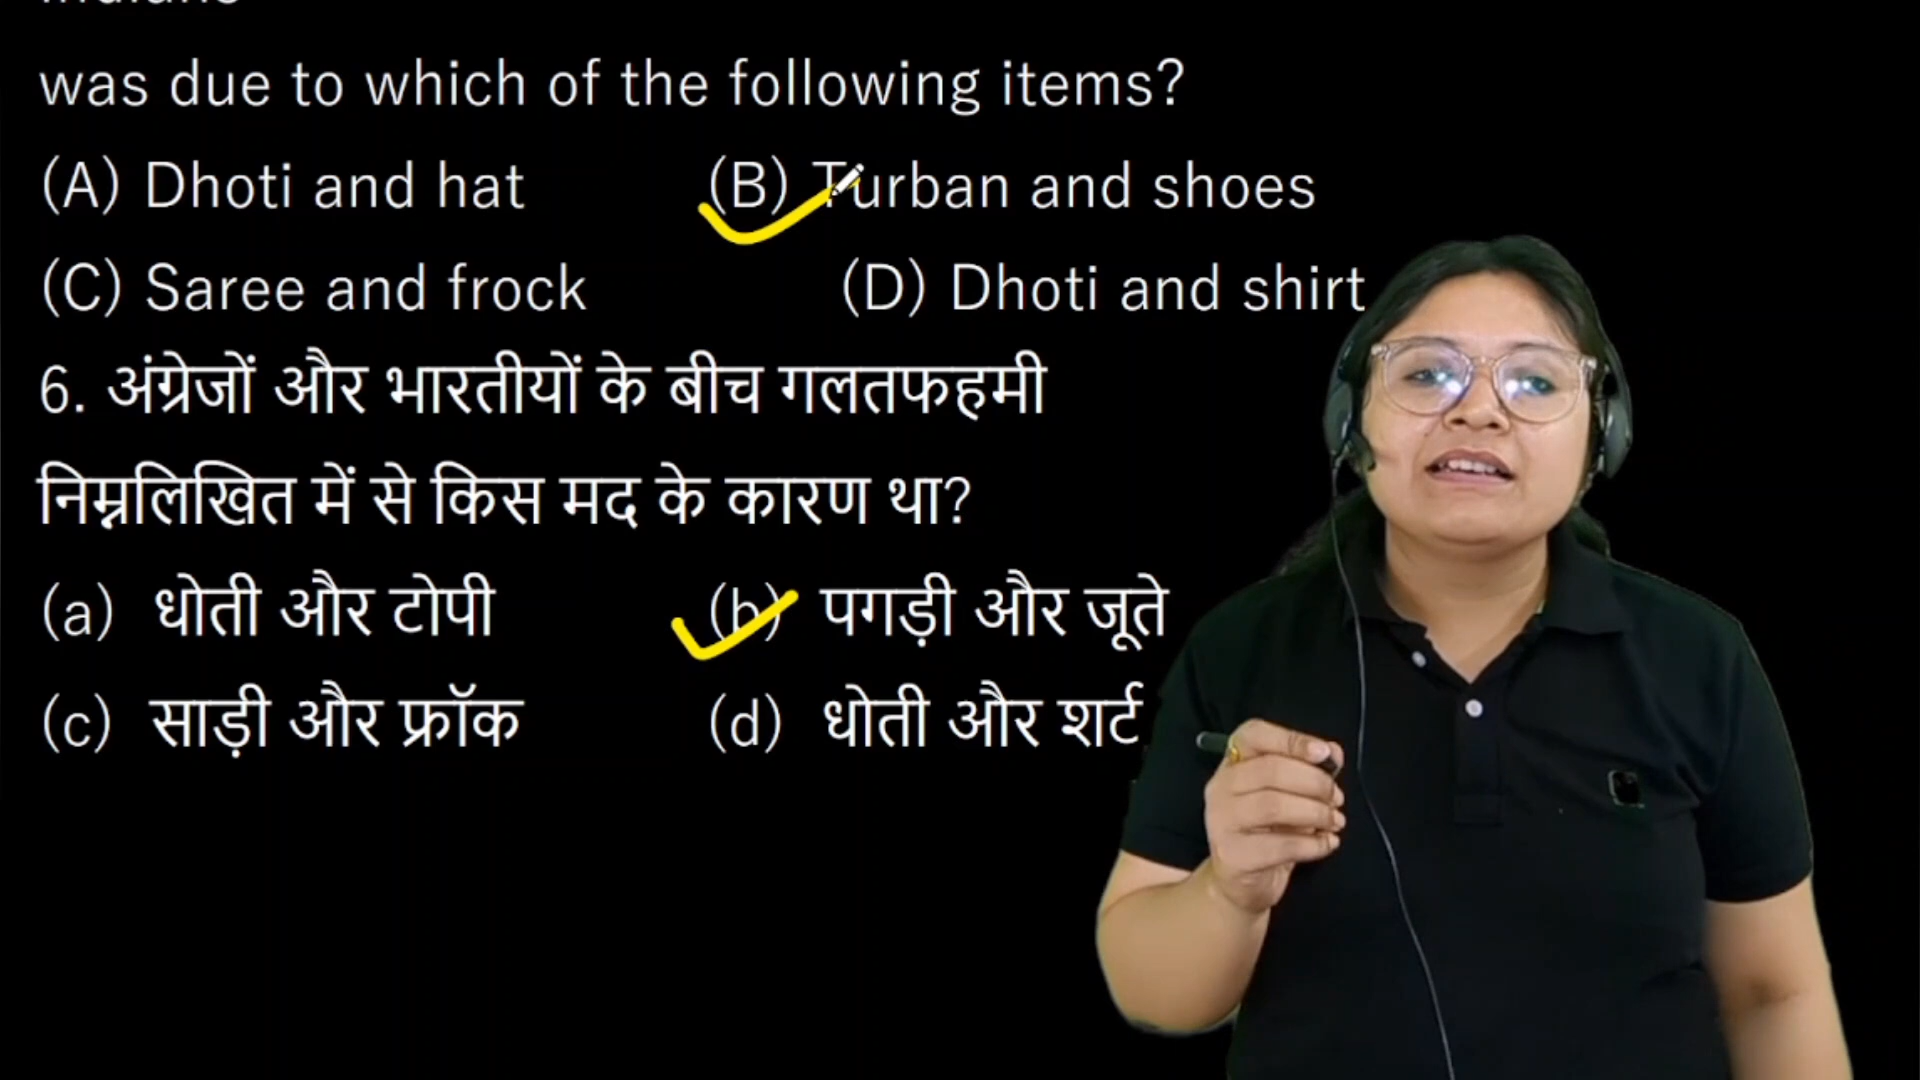 was due to which of the following items?
(A) Dhoti and hat (B) Turban and shoes
(C) Saree and frock (D) Dhoti and shirt
6. अंग्रेजों और भारतीयों के बीच गलतफहमी
निम्नलिखित में से किस मद के कारण था?
(a) धोती और टोपी (b) पगड़ी और जूते
(c) साड़ी और फ्रॉक (d) धोती और शर्ट